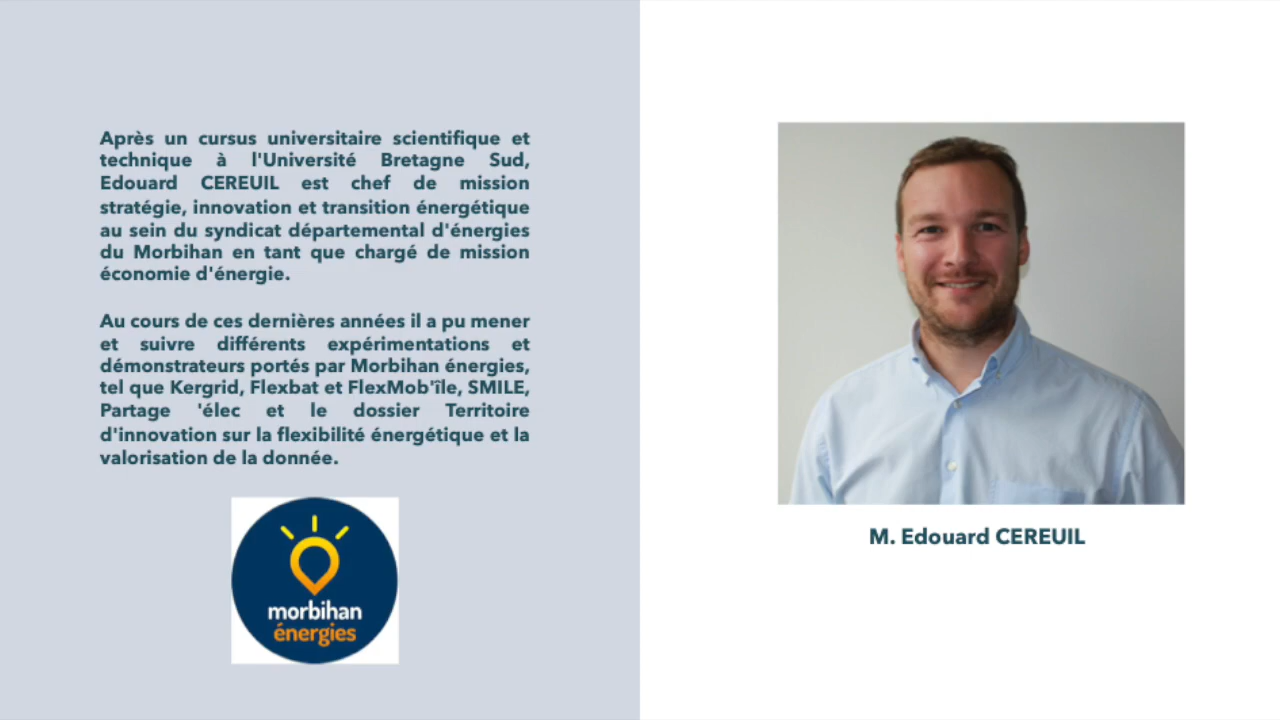 Après un cursus universitaire scientifique et
technique à l'Université Bretagne Sud,
Edouard CEREUIL est chef de mission
stratégie, innovation et transition énergétique
au sein du syndicat départemental d'énergies
du Morbihan en tant que chargé de mission
économie d'énergie.
Au cours de ces dernières années il a pu mener
et suivre différents expérimentations et
démonstrateurs portés par Morbihan énergies,
tel que Kergrid, Flexbat et FlexMob'île, SMILE,
Partage 'élec et le dossier Territoire
d'innovation sur la flexibilité énergétique et la
valorisation de la donnée.
morbihan
énergies
M. Edouard CEREUIL